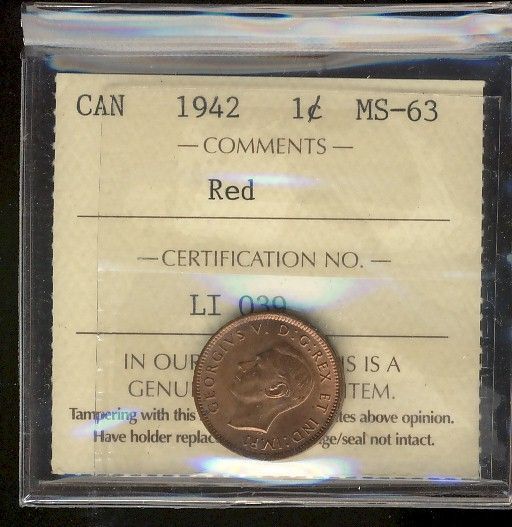 CAN 1942 1¢ MS-63
— COMMENTS —
Red
— CERTIFICATION NO. —
LI 039
IN OUR IS IS A
GENU TEM.
Tampering with this tes above opinion.
Have holder replac ge/seal not intact.
GEORGIVS VI D:G:REX ET IND:IMP: